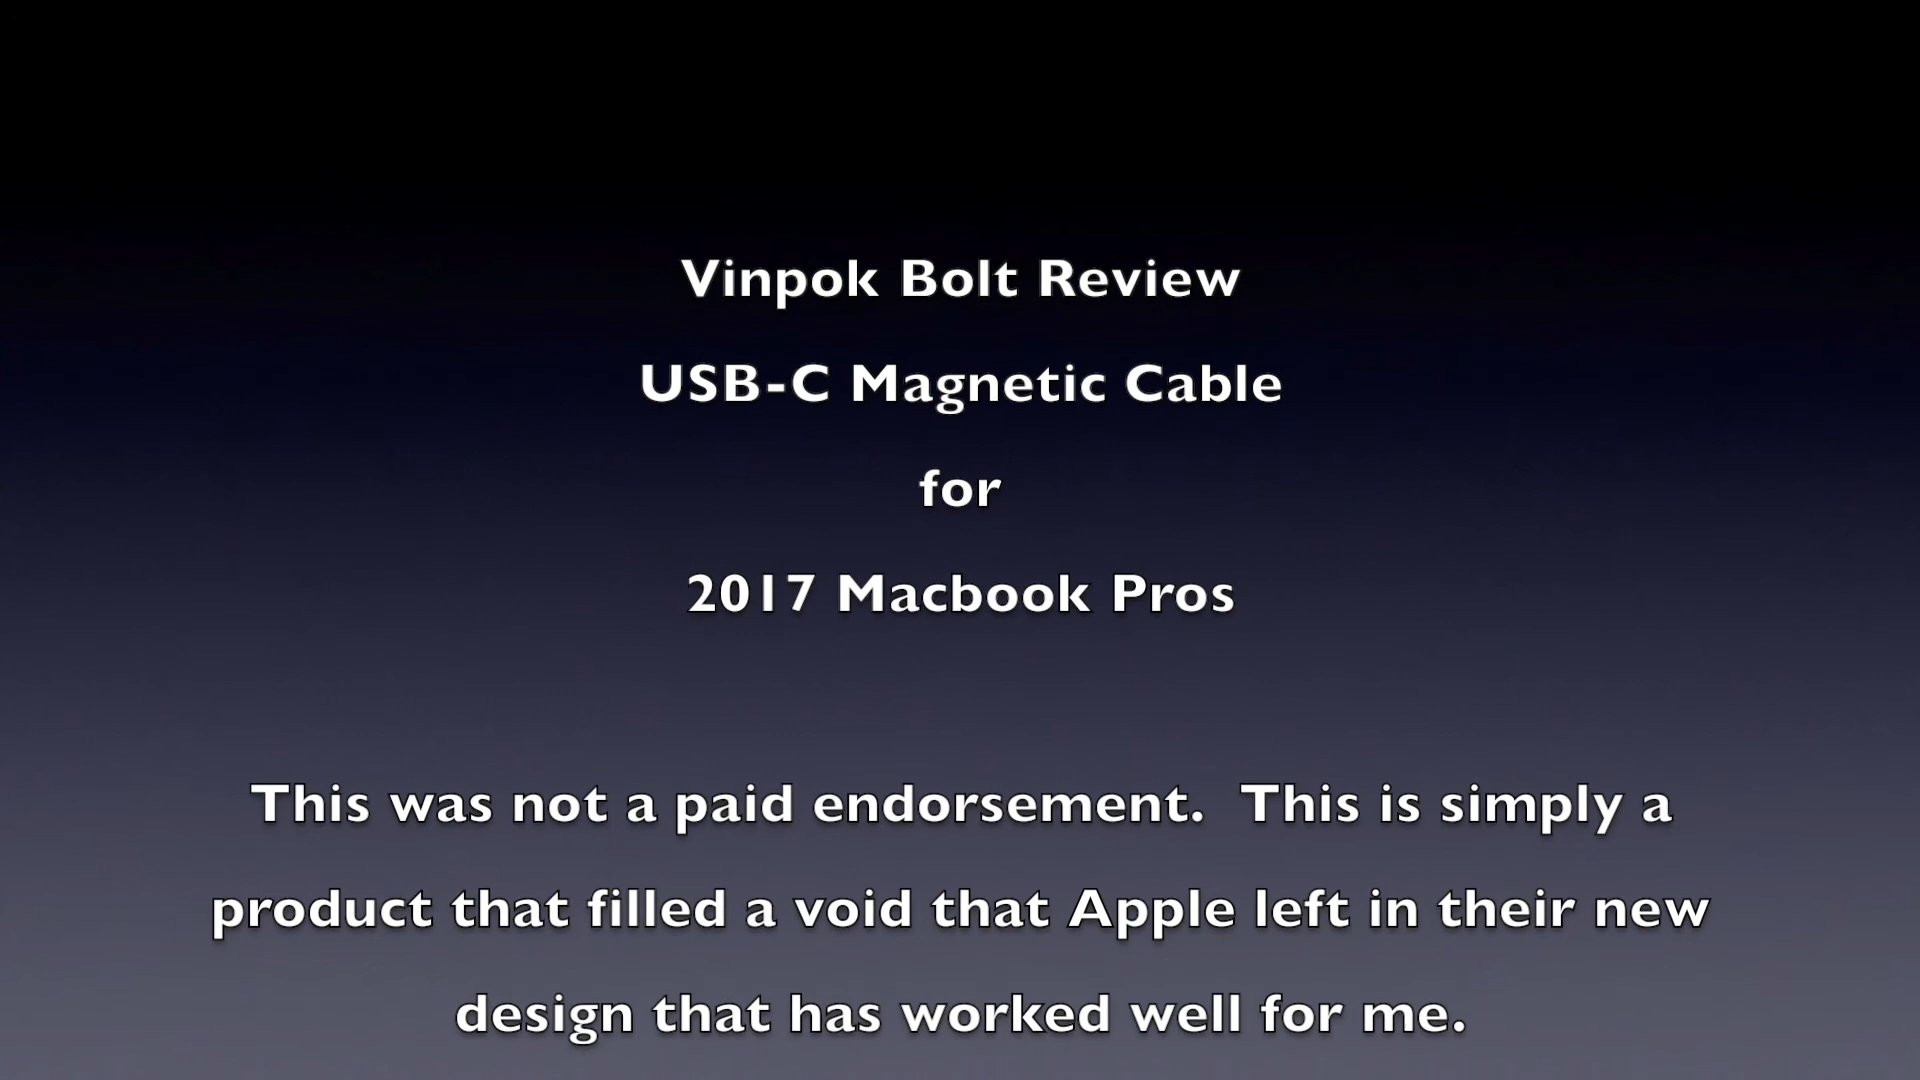 Vinpok Bolt Review
USB-C Magnetic Cable
for
2017 Macbook Pros
This was not a paid endorsement.  This is simply a
product that filled a void that Apple left in their new
design that has worked well for me.